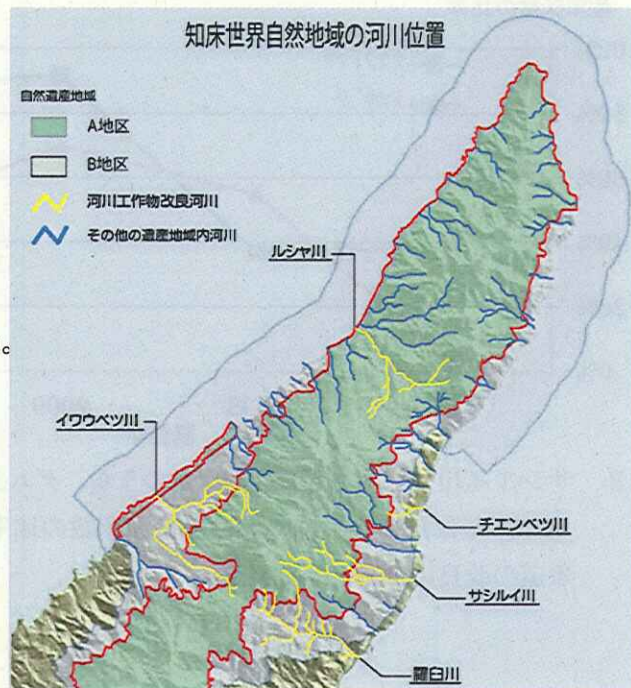 知床世界自然地域の河川位置
自然遺産地域
A地区
B地区
河川工作物改良河川
その他の遺産地域内河川
ルシャ川
c
イワウベツ川
チエンベツ川
サシルイ川
羅臼川